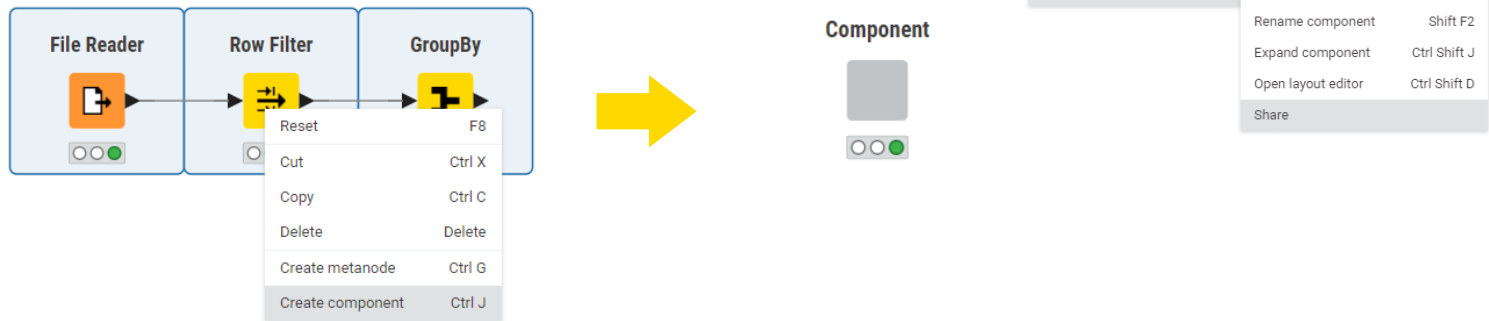 File Reader
Row Filter
GroupBy
Reset F8
Cut Ctrl X
Copy Ctrl C
Delete Delete
Create metanode Ctrl G
Create component Ctrl J
Component
Rename component Shift F2
Expand component Ctrl Shift J
Open layout editor Ctrl Shift D
Share